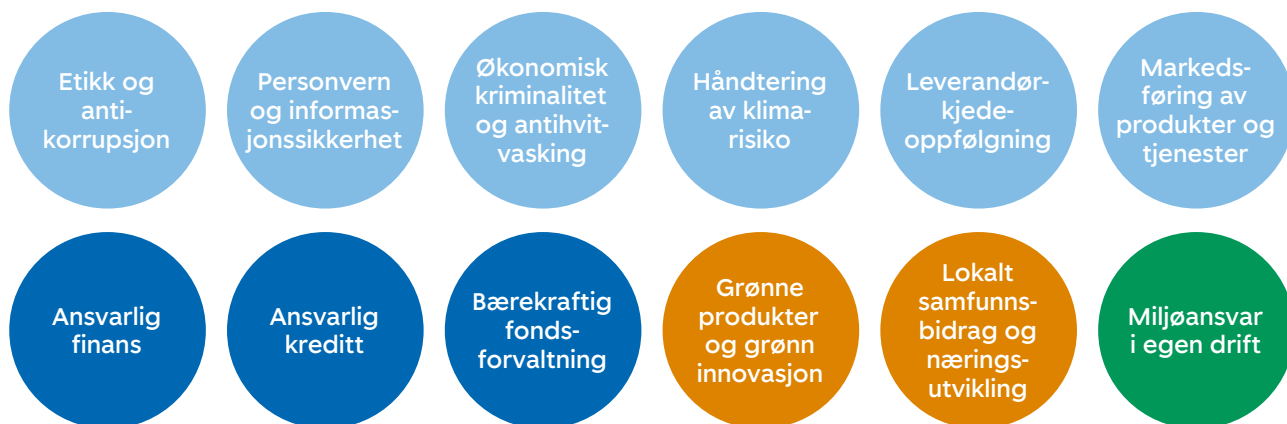 Etikk og
anti-
korrupsjon
Personvern
og informas-
jonssikkerhet
Økonomisk
kriminalitet
og antihvit-
vasking
Håndtering
av klima-
risiko
Leverandør-
kjede-
oppfølgning
Markeds-
føring av
produkter og
tjenester
Ansvarlig
finans
Ansvarlig
kreditt
Bærekraftig
fonds-
forvaltning
Grønne
produkter
og grønn
innovasjon
Lokalt
samfunns-
bidrag og
nærings-
utvikling
Miljøansvar
i egen drift